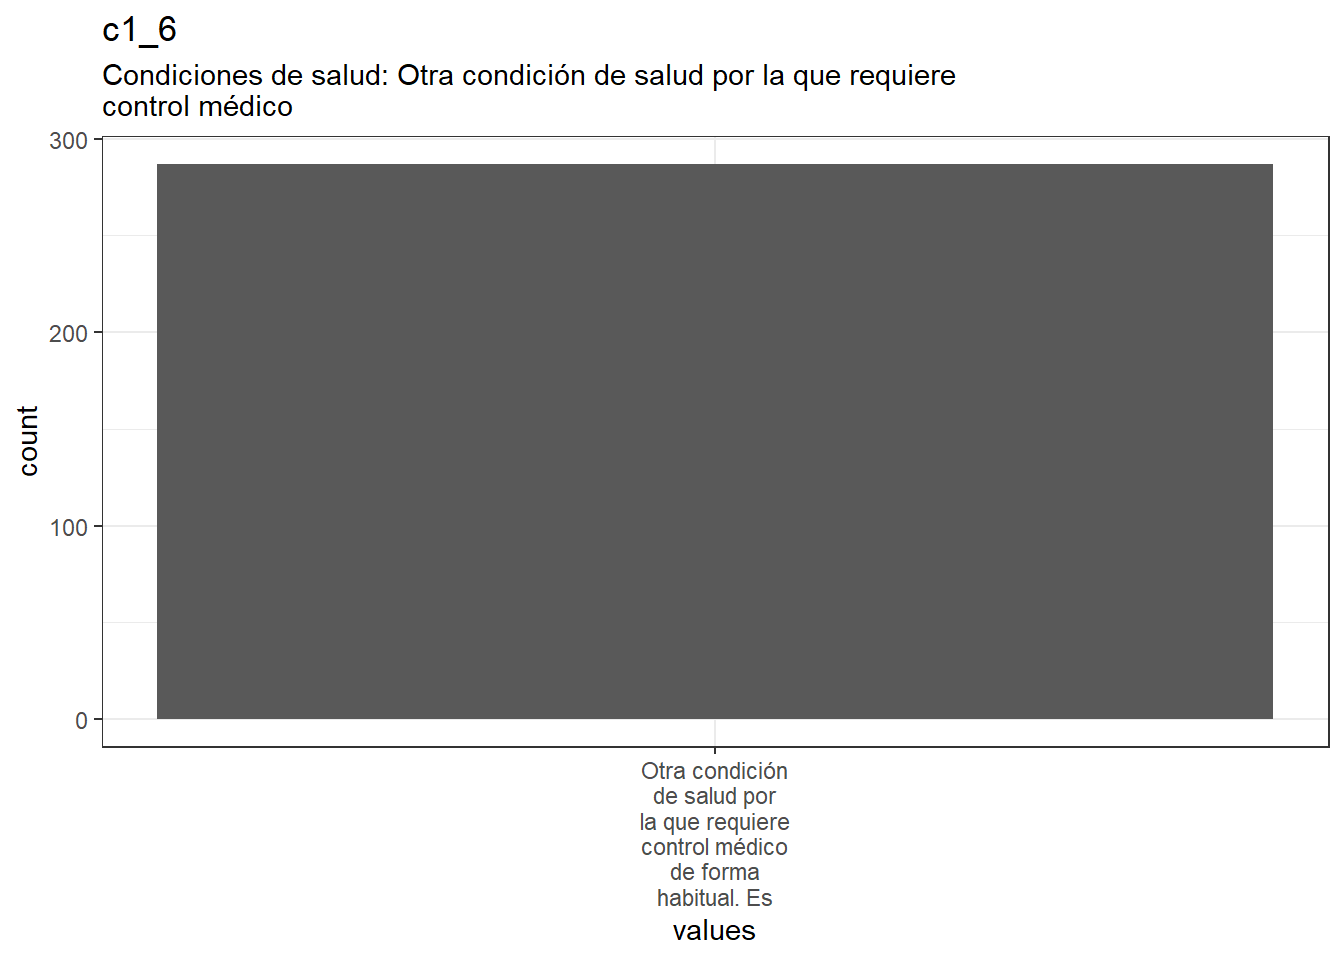 c1_6
Condiciones de salud: Otra condición de salud por la que requiere
control médico
300
200
100
0
count
Otra condición
de salud por
la que requiere
control médico
de forma
habitual. Es
values